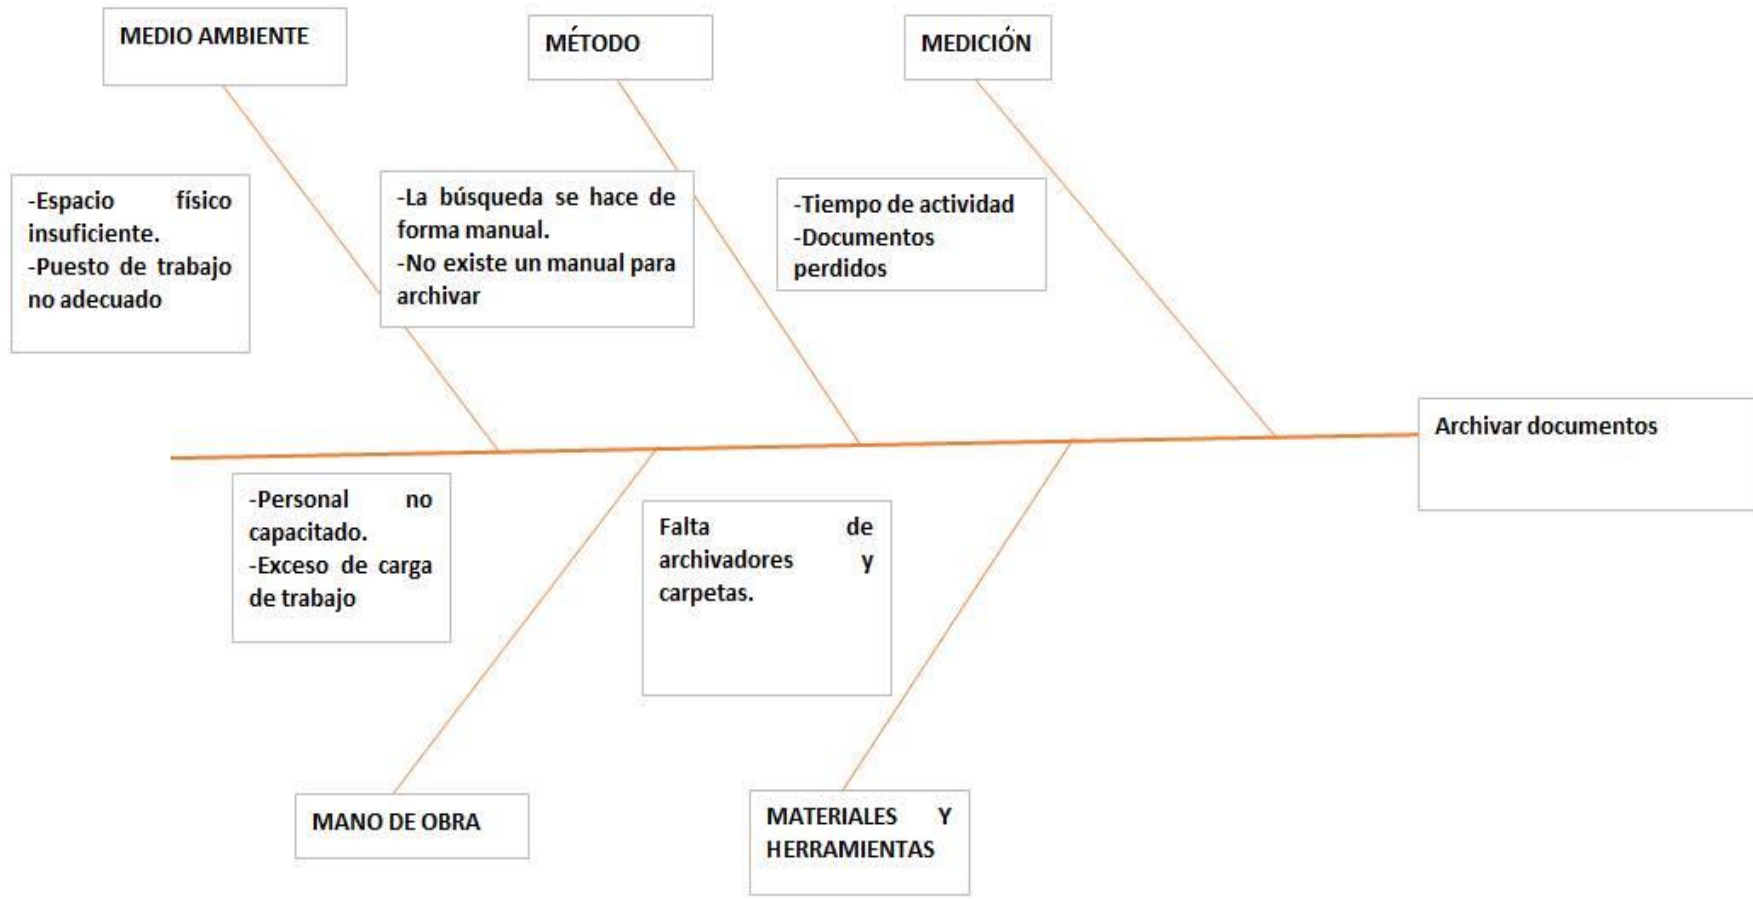 MEDIO AMBIENTE
MÉTODO
MEDICIÓN
-Espacio físico
insuficiente.
-Puesto de trabajo
no adecuado
-La búsqueda se hace de
forma manual.
-No existe un manual para
archivar
-Tiempo de actividad
-Documentos
perdidos
Archivar documentos
-Personal no
capacitado.
-Exceso de carga
de trabajo
Falta de
archivadores y
carpetas.
MANO DE OBRA
MATERIALES Y
HERRAMIENTAS